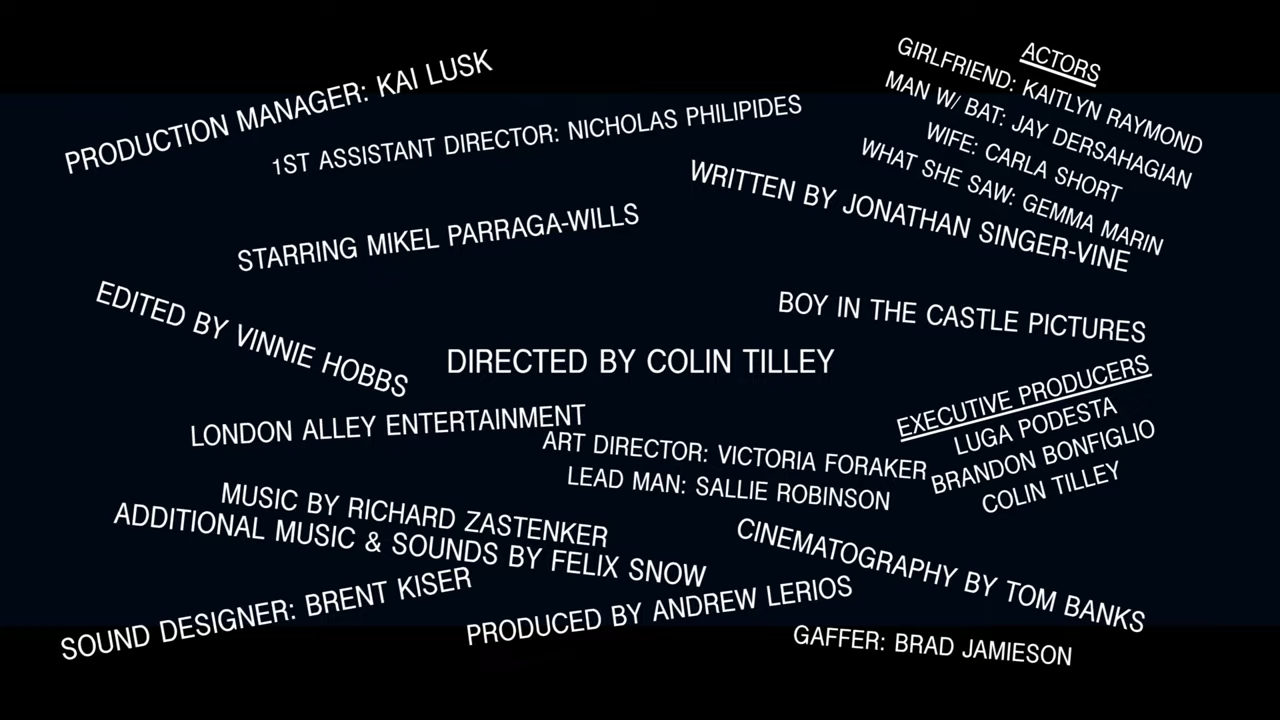 PRODUCTION MANAGER: KAI LUSK
1ST ASSISTANT DIRECTOR: NICHOLAS PHILIPIDES
ACTORS
GIRLFRIEND: KAITLYN RAYMOND
MAN W/ BAT: JAY DERSAHAGIAN
WIFE: CARLA SHORT
WHAT SHE SAW: GEMMA MARIN
WRITTEN BY JONATHAN SINGER-VINE
STARRING MIKEL PARRAGA-WILLS
EDITED BY VINNIE HOBBS
BOY IN THE CASTLE PICTURES
DIRECTED BY COLIN TILLEY
EXECUTIVE PRODUCERS
LUGA PODESTA
BRANDON BONFIGLIO
COLIN TILLEY
LONDON ALLEY ENTERTAINMENT
ART DIRECTOR: VICTORIA FORAKER
LEAD MAN: SALLIE ROBINSON
MUSIC BY RICHARD ZASTENKER
ADDITIONAL MUSIC & SOUNDS BY FELIX SNOW
CINEMATOGRAPHY BY TOM BANKS
SOUND DESIGNER: BRENT KISER
PRODUCED BY ANDREW LERIOS
GAFFER: BRAD JAMIESON